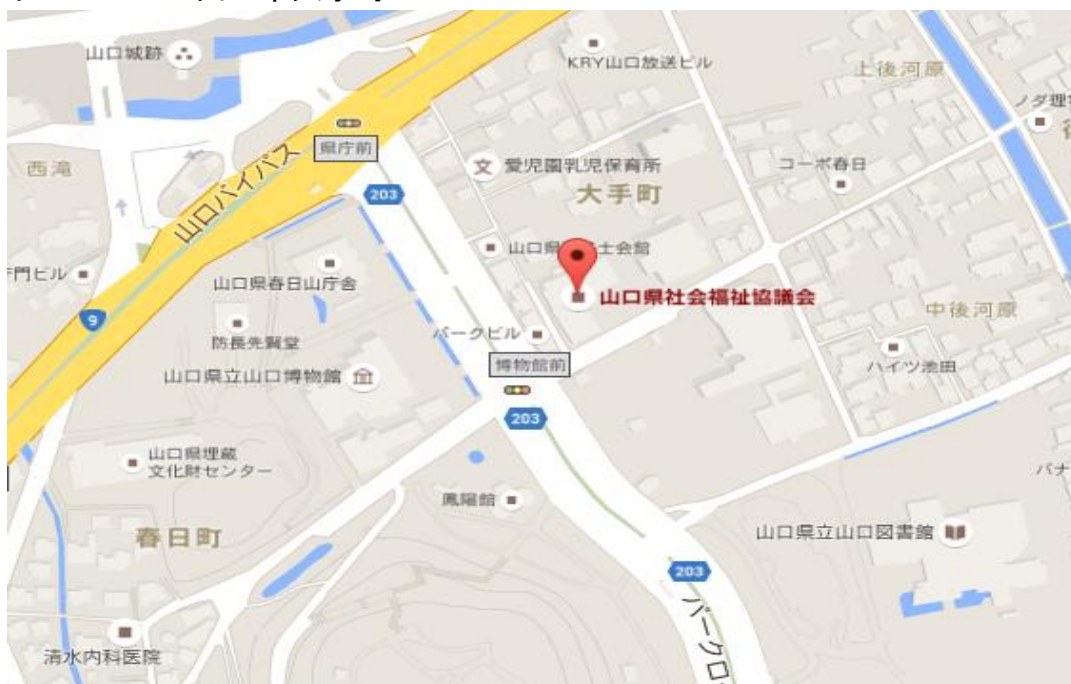 山口城跡
KRY山口放送ビル
上後河原
ノダ理
県庁前
西滝
山口バイパス
愛児園乳児保育所
コーポ春日
203
大手町
山口県
士会館
門ビル
山口県春日山庁舎
山口県社会福祉協議会
9
防長先賢堂
パークビル
中後河原
博物館前
山口県立山口博物館
ハイツ池田
203
山口県埋蔵
文化財センター
鳳陽館
バナ
春日町
山口県立山口図書館
203
パークロ
清水内科医院